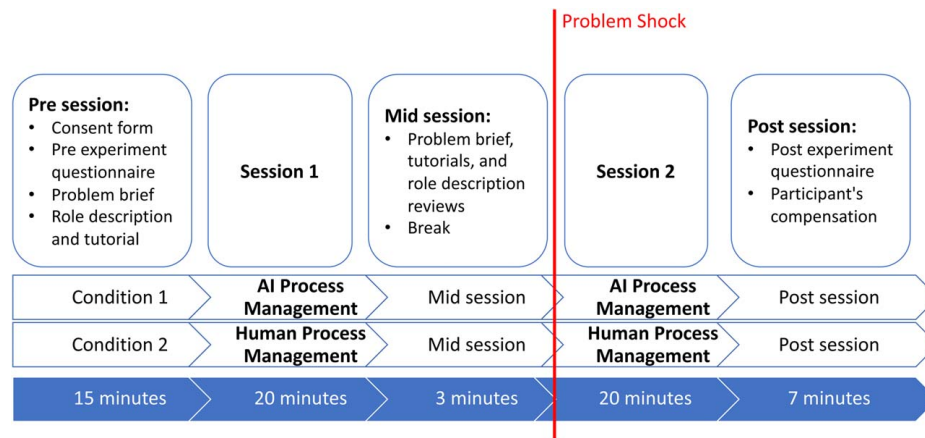 Problem Shock
Pre session:
• Consent form
• Pre experiment
questionnaire
• Problem brief
• Role description
and tutorial
Session 1
Mid session:
• Problem brief,
tutorials, and
role description
reviews
• Break
Session 2
Post session:
• Post experiment
questionnaire
• Participant's
compensation
Condition 1
AI Process
Management
Mid session
AI Process
Management
Post session
Condition 2
Human Process
Management
Mid session
Human Process
Management
Post session
15 minutes
20 minutes
3 minutes
20 minutes
7 minutes